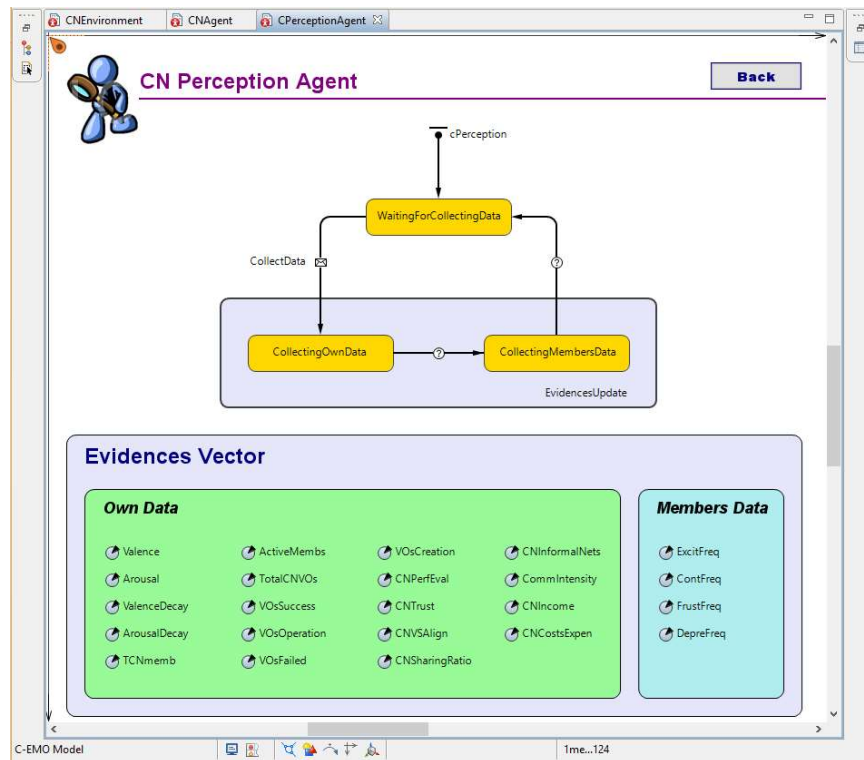 CNEnvironment CNAgent CPerceptionAgent
CN Perception Agent
Back
cPerception
WaitingForCollectingData
CollectData
?
CollectingOwnData
?
CollectingMembersData
EvidencesUpdate
Evidences Vector
Own Data
Members Data
Valence ActiveMembs VOsCreation CNInformalNets ExcitFreq
Arousal TotalCNVOs CNPerfEval CommIntensity ContFreq
ValenceDecay VOsSuccess CNTrust CNIncome FrustFreq
ArousalDecay VOsOperation CNVSAlign CNCostsExpen DepreFreq
TCNmemb VOsFailed CNSharingRatio
C-EMO Model 1me...124